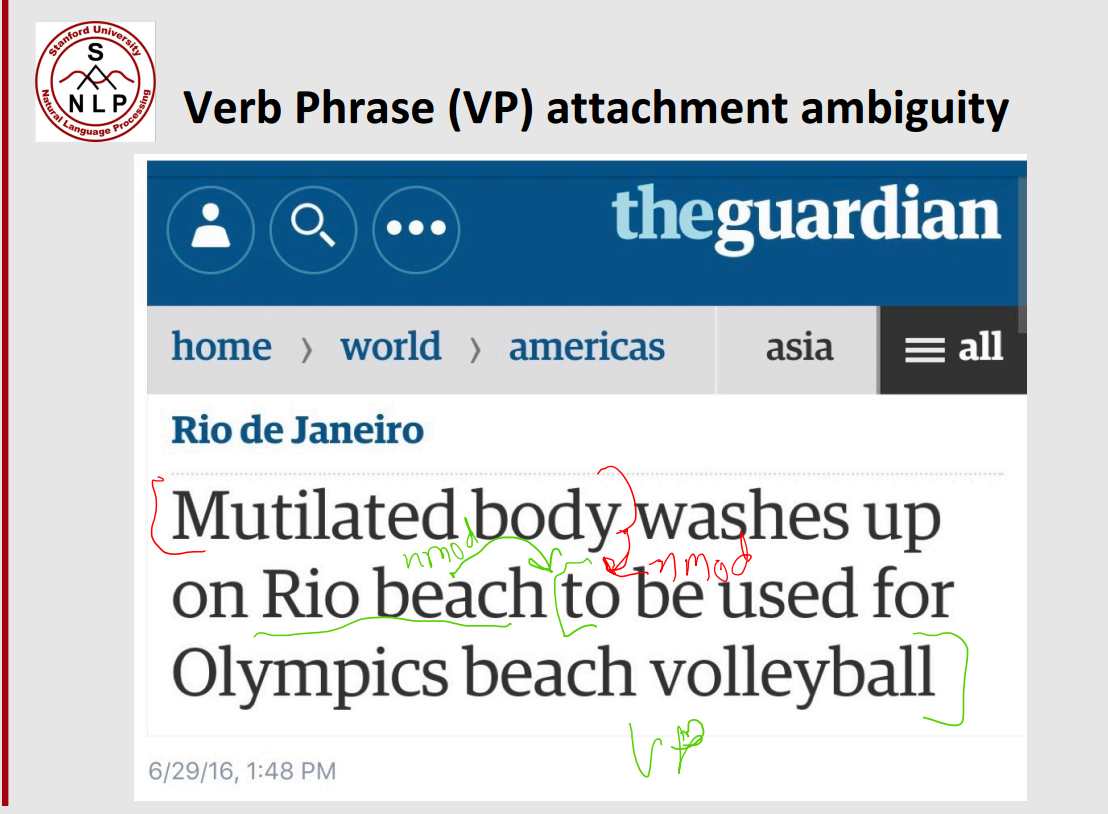 Stanford University
S
NLP
Natural Language Processing
Verb Phrase (VP) attachment ambiguity
theguardian
home › world › americas asia all
Rio de Janeiro
Mutilated body washes up
nmod nmod
on Rio beach to be used for
Olympics beach volleyball
VP
6/29/16, 1:48 PM